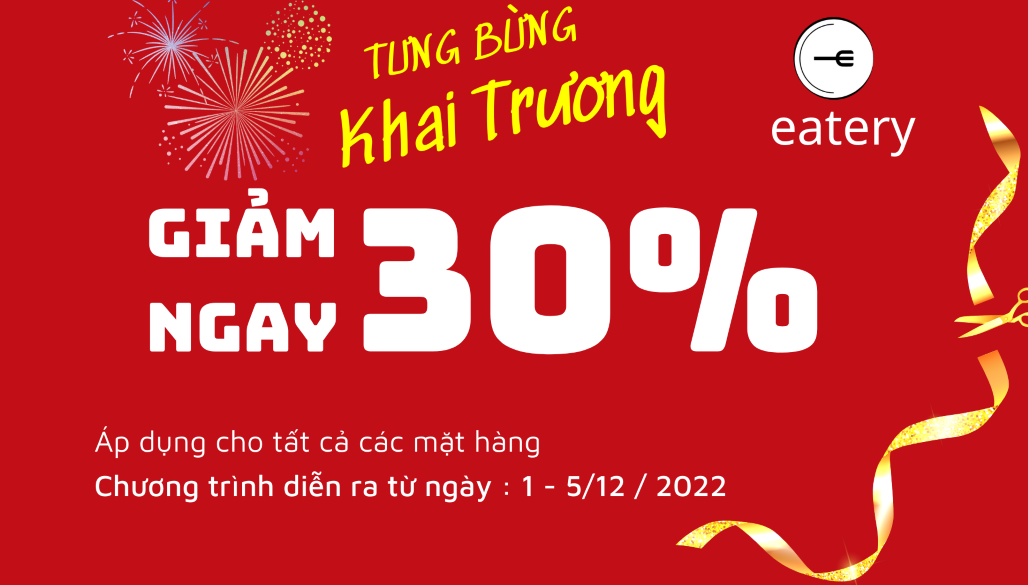 TƯNG BỪNG
Khai Trương
eatery
GIẢM
NGAY
30%
Áp dụng cho tất cả các mặt hàng
Chương trình diễn ra từ ngày : 1 - 5/12 / 2022